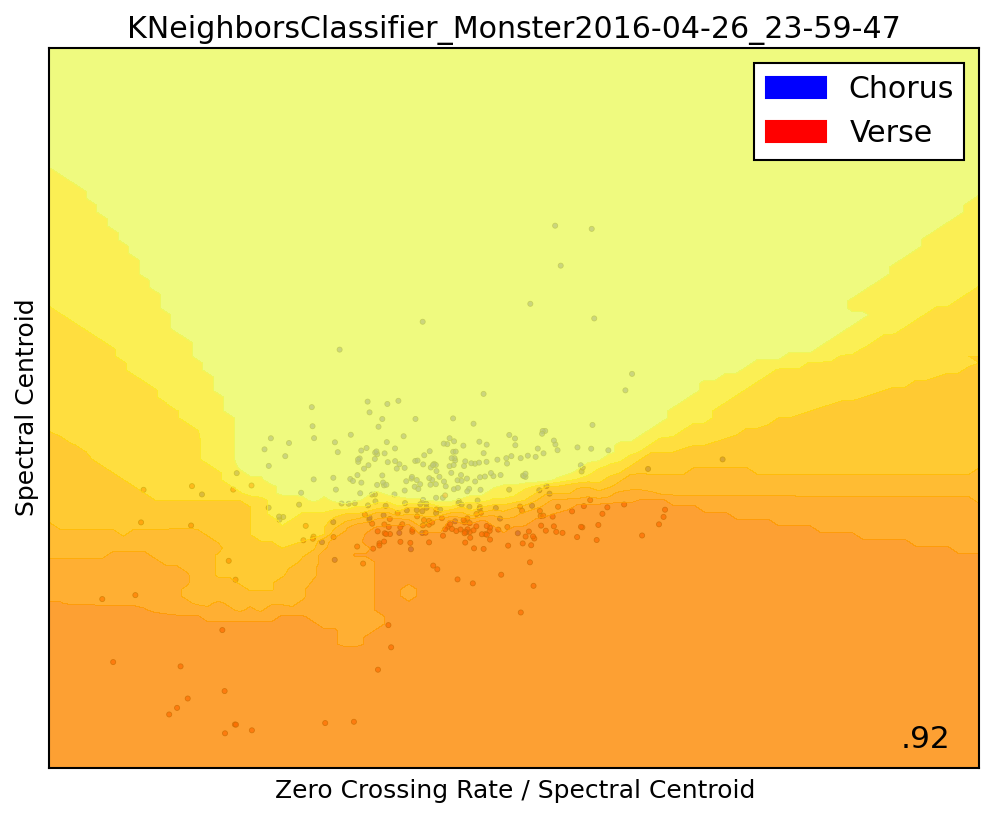 KNeighborsClassifier_Monster2016-04-26_23-59-47
Chorus
Verse
Spectral Centroid
.92
Zero Crossing Rate / Spectral Centroid